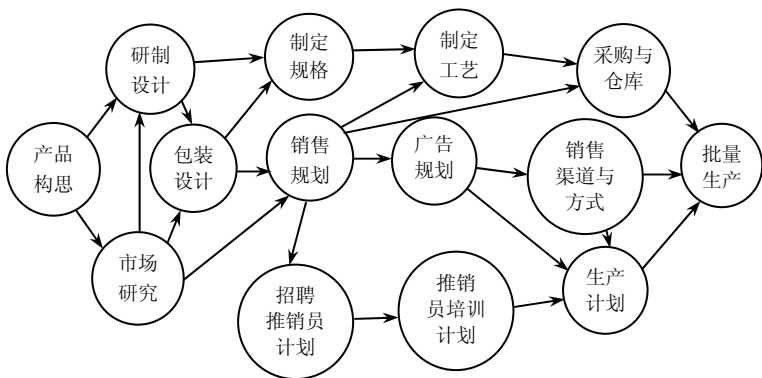 研制
设计
制定
规格
制定
工艺
采购与
仓库
产品
构思
包装
设计
销售
规划
广告
规划
销售
渠道与
方式
批量
生产
市场
研究
招聘
推销员
计划
推销
员培训
计划
生产
计划